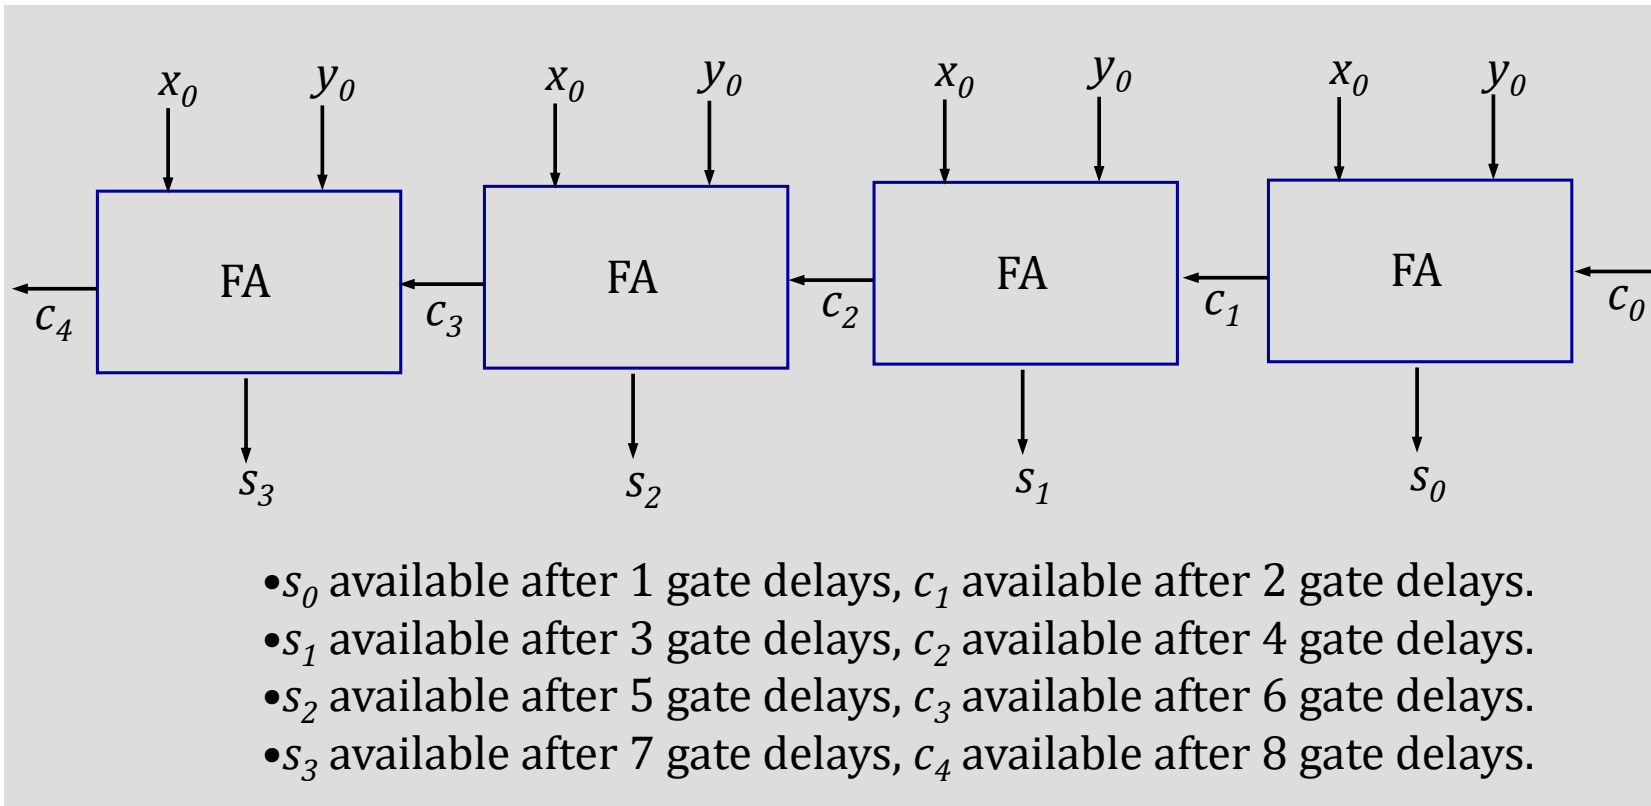 x₀ y₀ x₀ y₀ x₀ y₀ x₀ y₀
FA FA FA FA
c₄ c₃ c₂ c₁ c₀
s₃ s₂ s₁ s₀
•s₀ available after 1 gate delays, c₁ available after 2 gate delays.
•s₁ available after 3 gate delays, c₂ available after 4 gate delays.
•s₂ available after 5 gate delays, c₃ available after 6 gate delays.
•s₃ available after 7 gate delays, c₄ available after 8 gate delays.